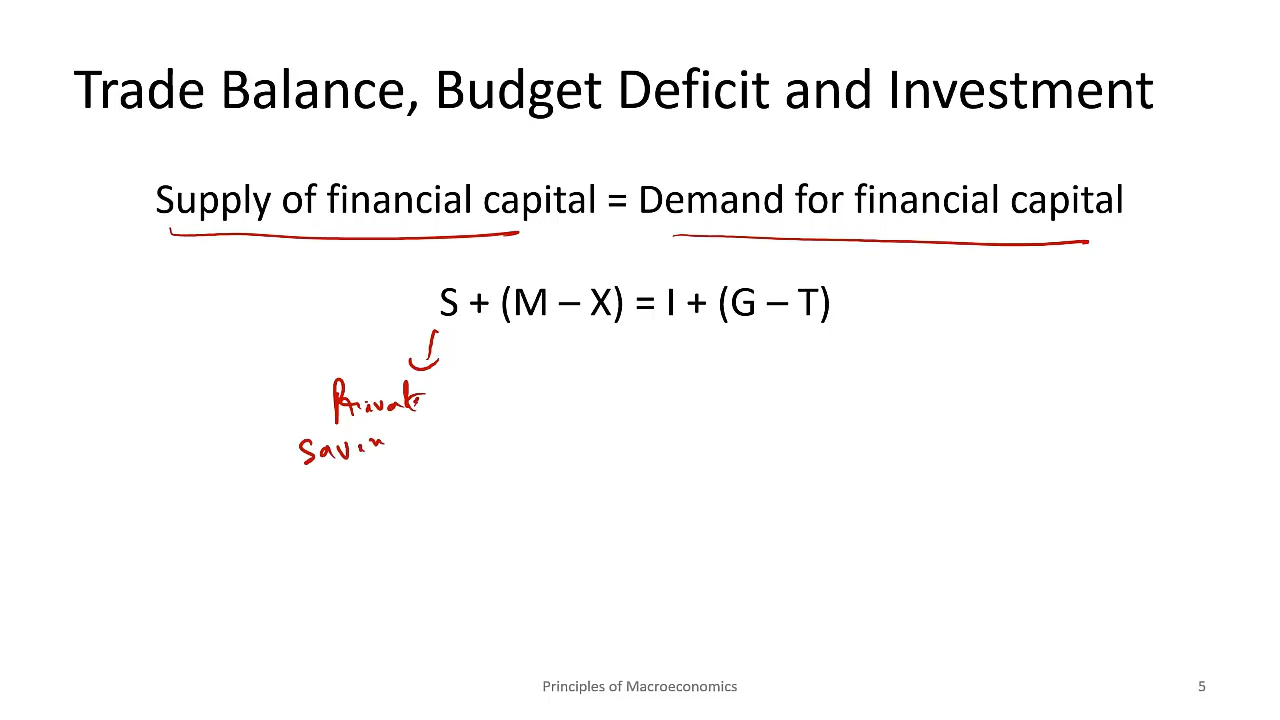 Trade Balance, Budget Deficit and Investment
Supply of financial capital = Demand for financial capital
S + (M – X) = I + (G – T)
Private
Savin
Principles of Macroeconomics
5